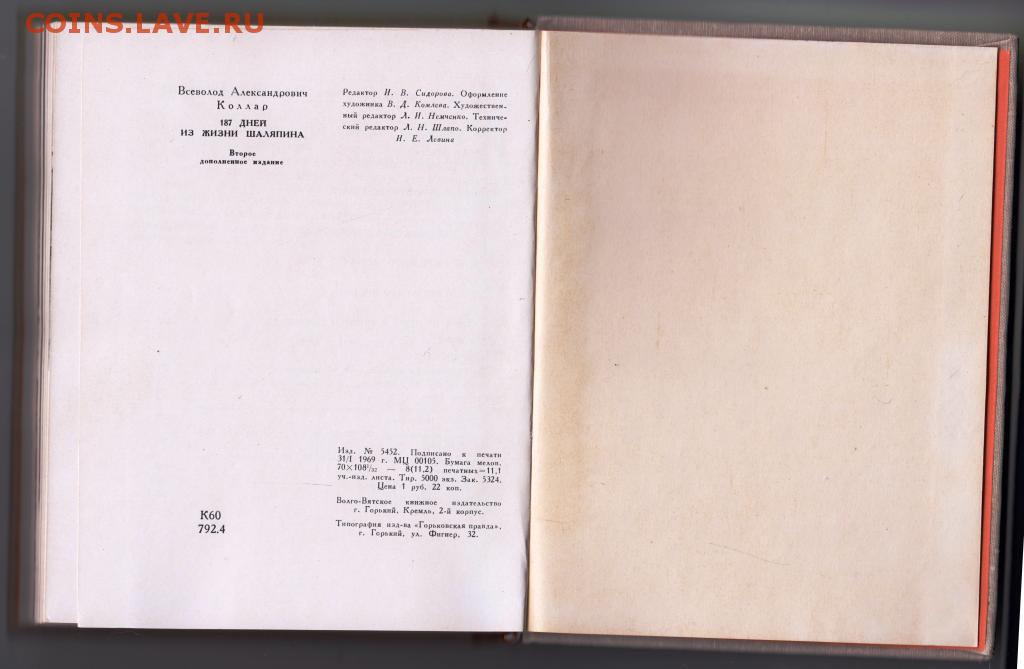 COINS.LAVE.RU
Всеволод Александрович
Коллар
187 ДНЕЙ
ИЗ ЖИЗНИ ШАЛЯПИНА
Второе
дополненное издание
К60
792.4
Редактор И. В. Сидорова. Оформление
художника В. Д. Комлева. Художествен-
ный редактор Л. И. Немченко. Техниче-
ский редактор Л. Н. Шляпо. Корректор
И. Е. Левина
Изд. № 5452. Подписано к печати
31/I 1969 г. МЦ 00105. Бумага мелов.
70×108¹/₃₂ — 8(11,2) печатных=11,1
уч.-изд. листа. Тир. 5000 экз. Зак. 5324.
Цена 1 руб. 22 коп.
Волго-Вятское книжное издательство
г. Горький, Кремль, 2-й корпус.
Типография изд-ва «Горьковская правда»,
г. Горький, ул. Фигнер, 32.